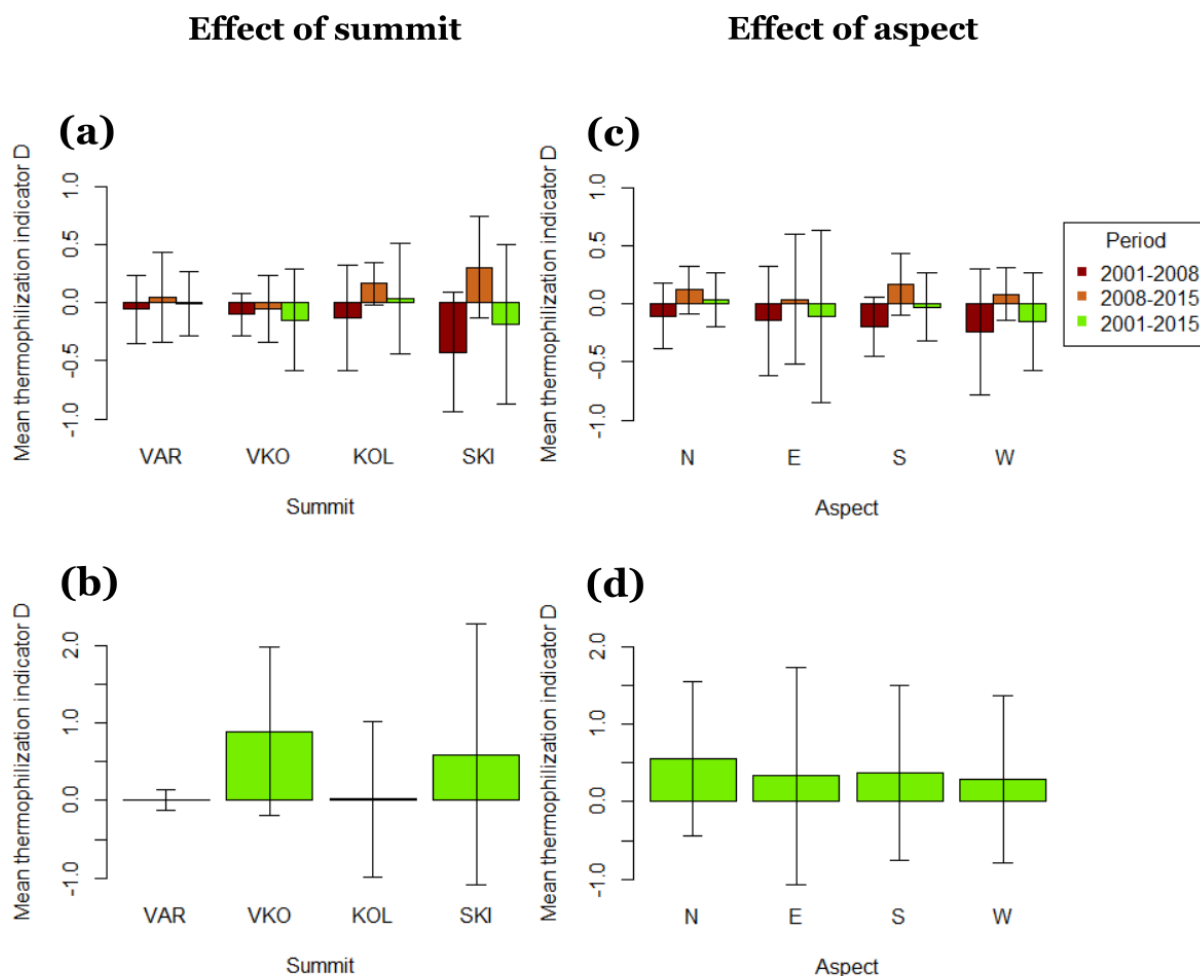 Effect of summit
Effect of aspect
(a)
Mean thermophilization indicator D
1.0
0.5
0.0
-0.5
-1.0
VAR VKO KOL SKI
Summit
(c)
Mean thermophilization indicator D
1.0
0.5
0.0
-0.5
-1.0
N E S W
Aspect
Period
2001-2008
2008-2015
2001-2015
(b)
Mean thermophilization indicator D
2.0
1.0
0.0
-1.0
VAR VKO KOL SKI
Summit
(d)
Mean thermophilization indicator D
2.0
1.0
0.0
-1.0
N E S W
Aspect